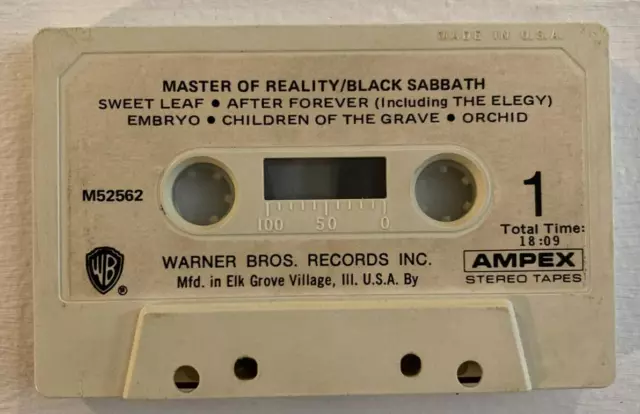 MADE IN U.S.A.
MASTER OF REALITY/BLACK SABBATH
SWEET LEAF • AFTER FOREVER (Including THE ELEGY)
EMBRYO • CHILDREN OF THE GRAVE • ORCHID
M52562
100 50 0
1
Total Time:
18:09
WB®
WARNER BROS. RECORDS INC.
Mfd. in Elk Grove Village, Ill. U.S.A. By
AMPEX
STEREO TAPES